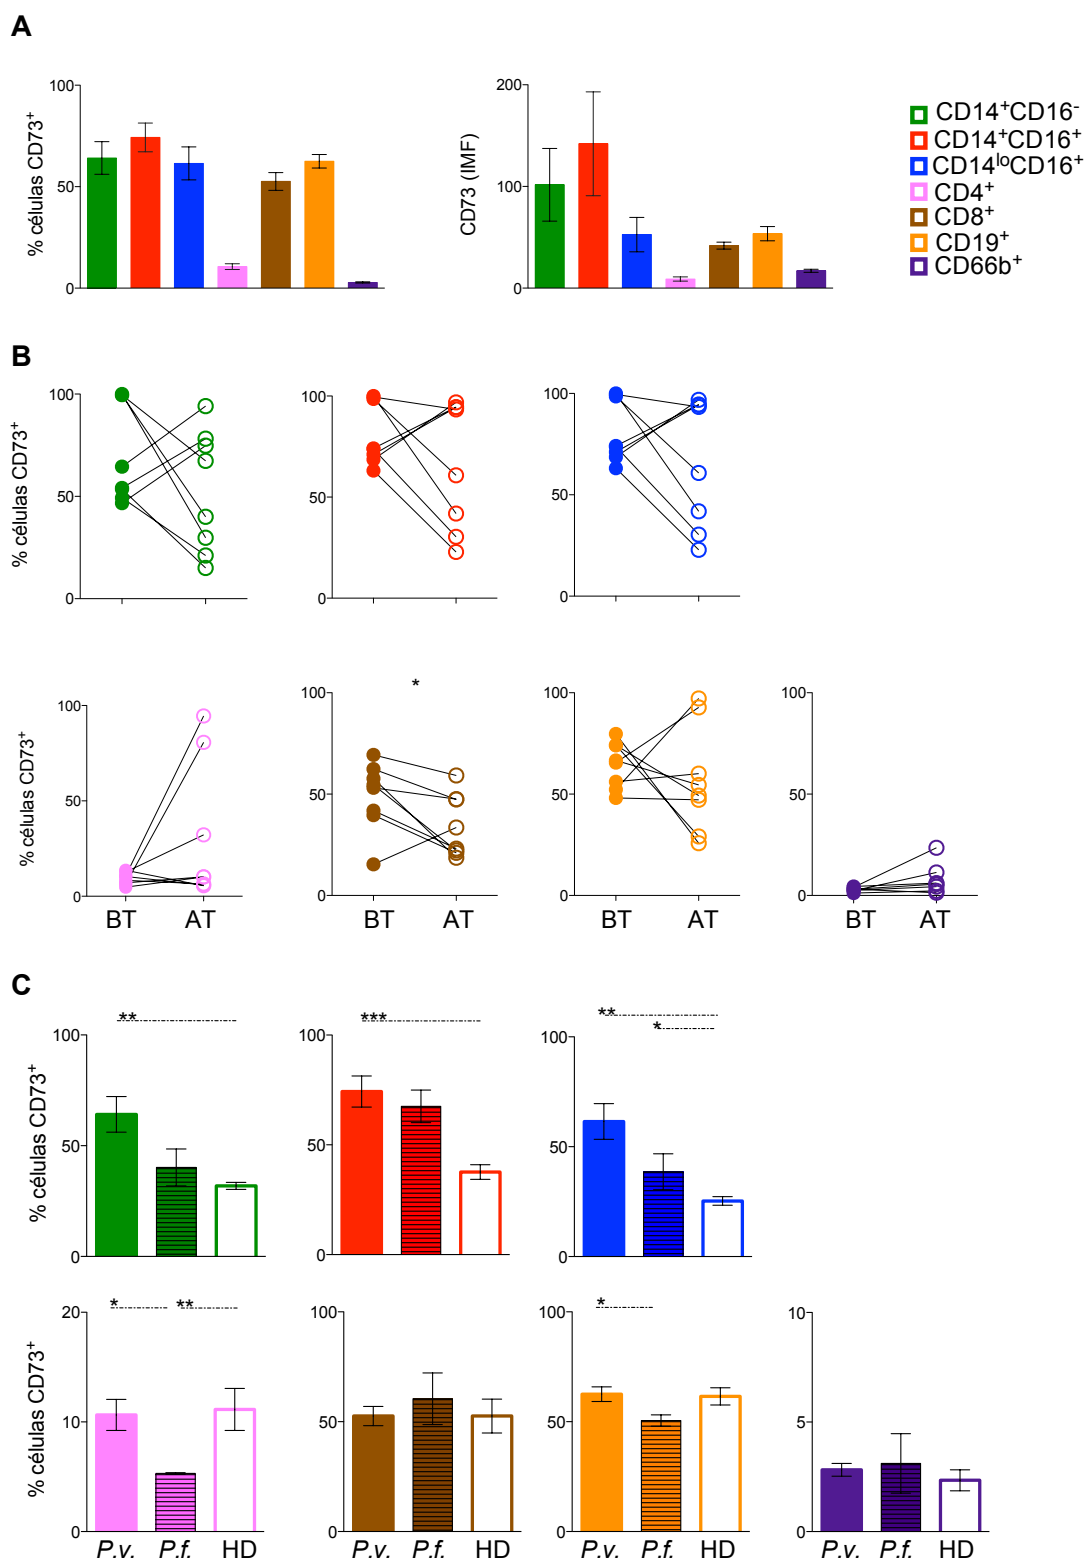 A
100
50
0
% células CD73⁺
200
100
0
CD73 (IMF)
CD14⁺CD16⁻
CD14⁺CD16⁺
CD14ˡᵒCD16⁺
CD4⁺
CD8⁺
CD19⁺
CD66b⁺
B
% células CD73⁺
100
50
0
100
50
0
100
50
0
% células CD73⁺
100
50
0
BT AT
*
100
50
0
BT AT
100
50
0
BT AT
100
50
0
BT AT
C
% células CD73⁺
**
100
50
0
***
100
50
0
**
*
100
50
0
% células CD73⁺
* **
20
10
0
P.v. P.f. HD
100
50
0
P.v. P.f. HD
*
100
50
0
P.v. P.f. HD
10
5
0
P.v. P.f. HD